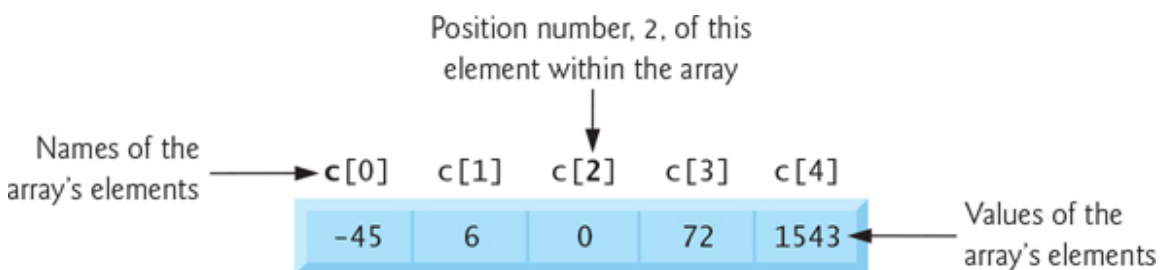 Position number, 2, of this
element within the array
Names of the
array's elements
c[0] c[1] c[2] c[3] c[4]
-45 6 0 72 1543
Values of the
array's elements